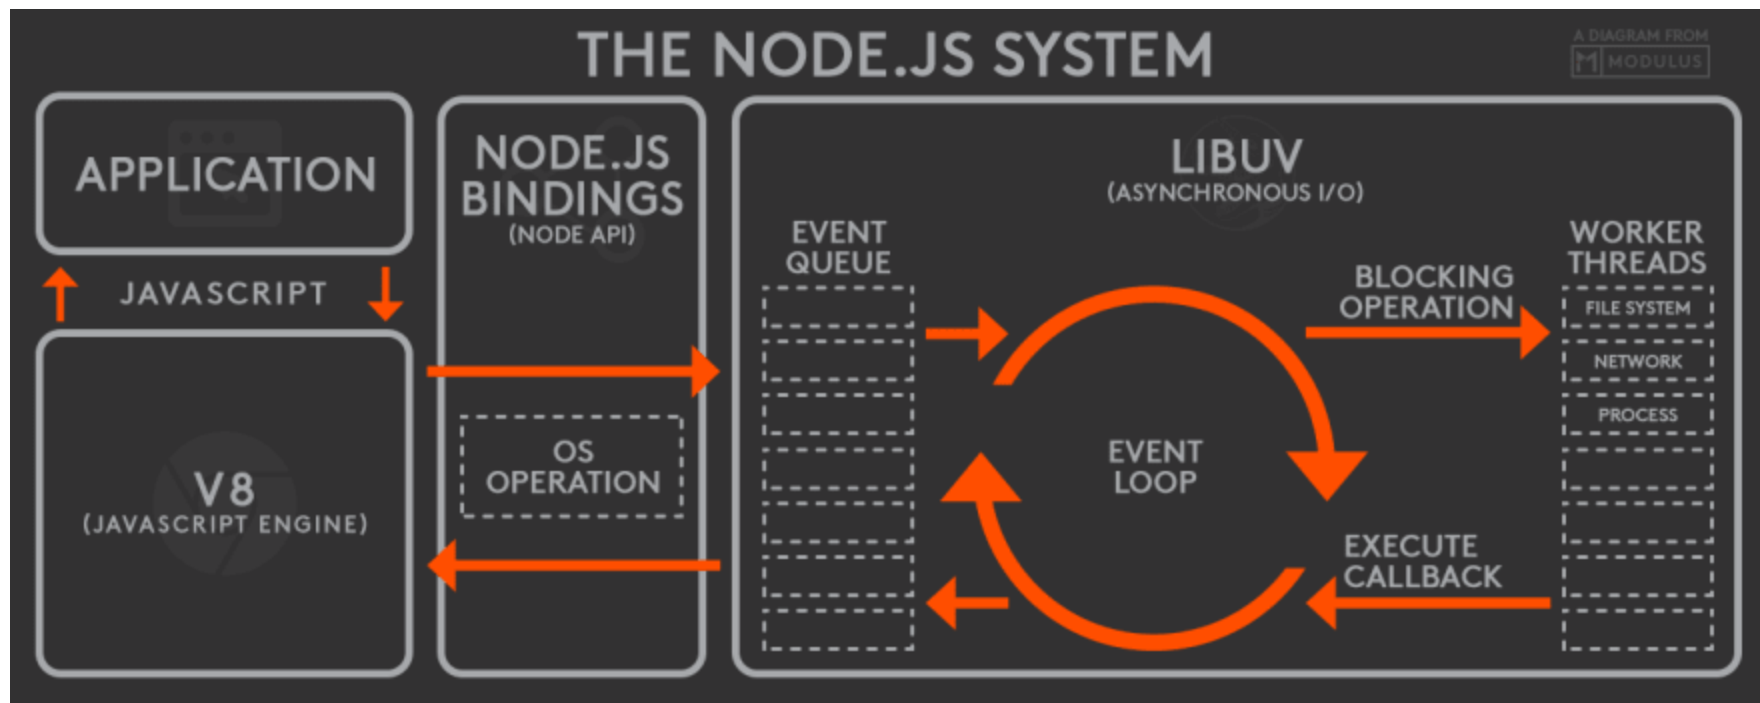 THE NODE.JS SYSTEM
A DIAGRAM FROM
MODULUS
APPLICATION
JAVASCRIPT
V8
(JAVASCRIPT ENGINE)
NODE.JS
BINDINGS
(NODE API)
OS
OPERATION
LIBUV
(ASYNCHRONOUS I/O)
EVENT
QUEUE
EVENT
LOOP
BLOCKING
OPERATION
EXECUTE
CALLBACK
WORKER
THREADS
FILE SYSTEM
NETWORK
PROCESS